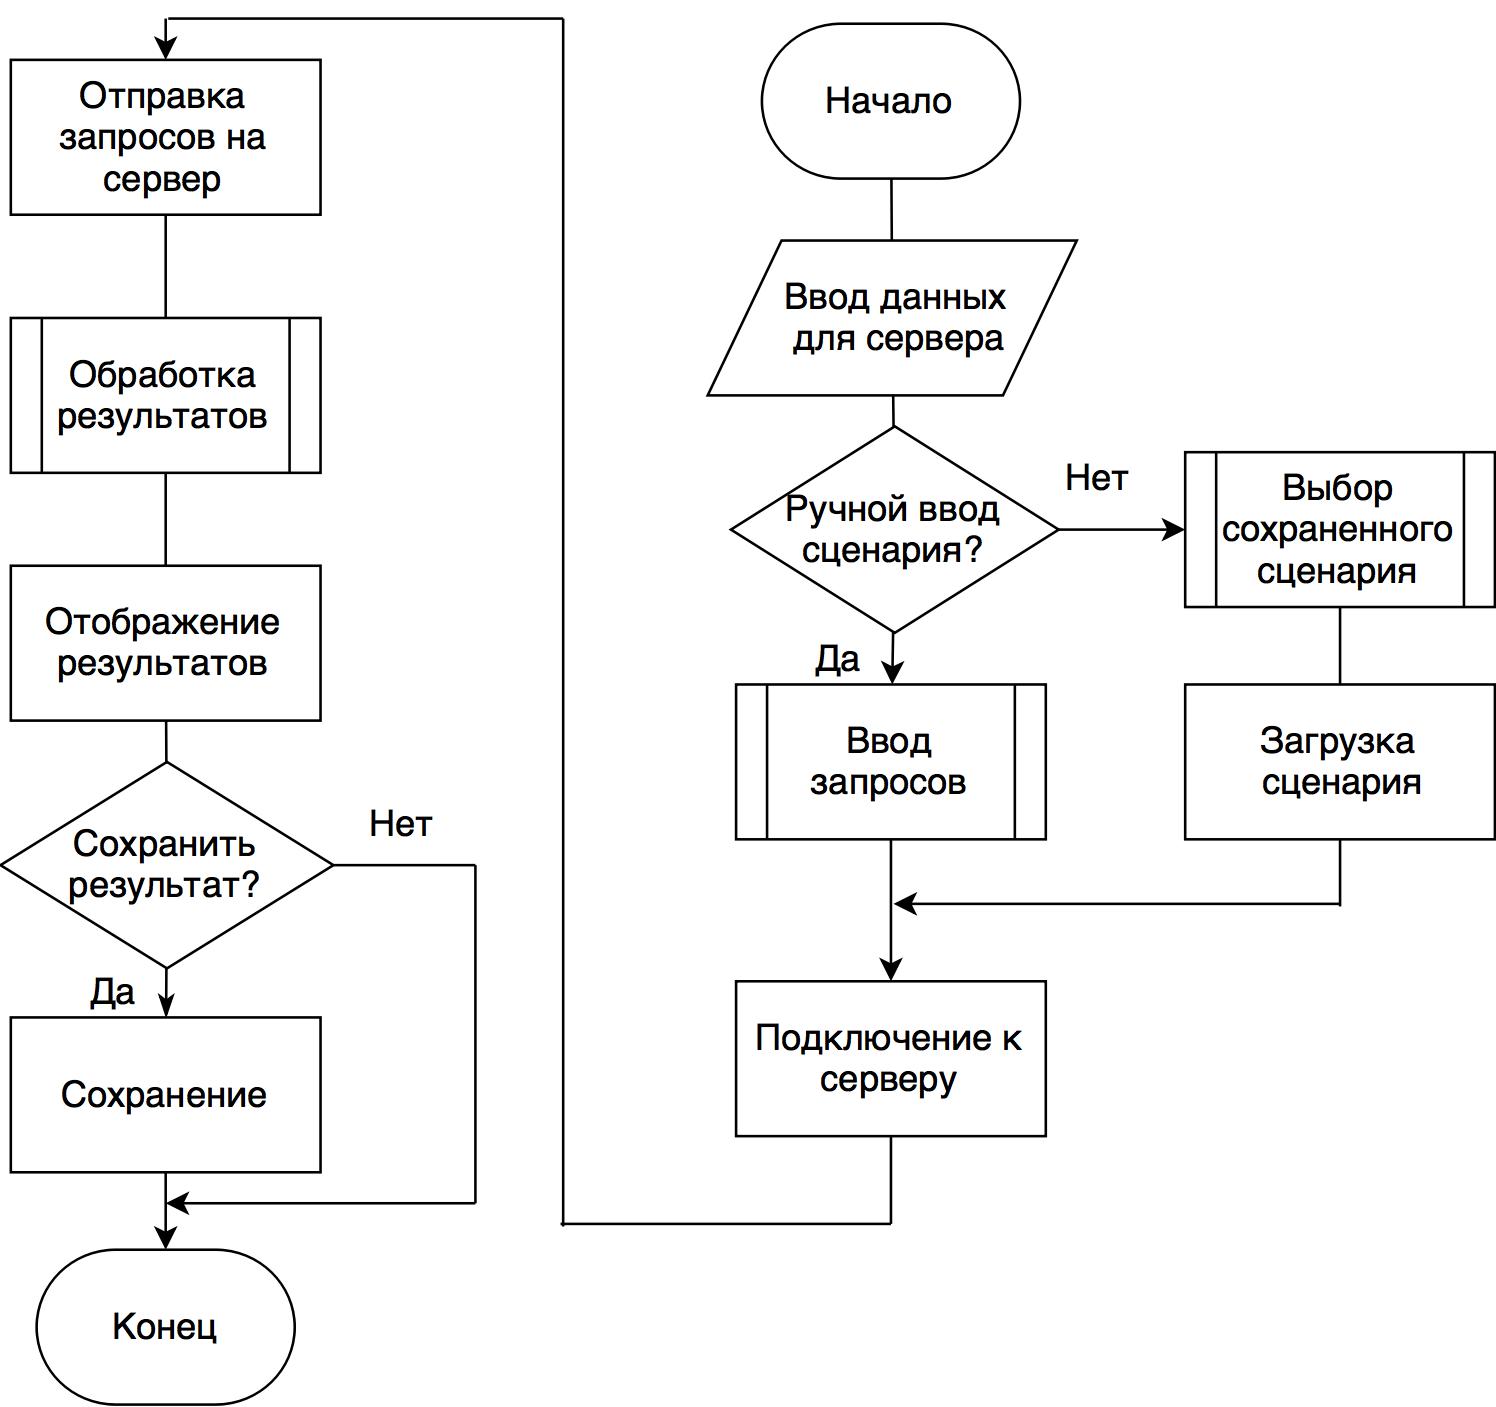 Начало
Ввод данных
для сервера
Ручной ввод
сценария?
Нет
Выбор
сохраненного
сценария
Да
Ввод
запросов
Загрузка
сценария
Подключение к
серверу
Отправка
запросов на
сервер
Обработка
результатов
Отображение
результатов
Сохранить
результат?
Нет
Да
Сохранение
Конец